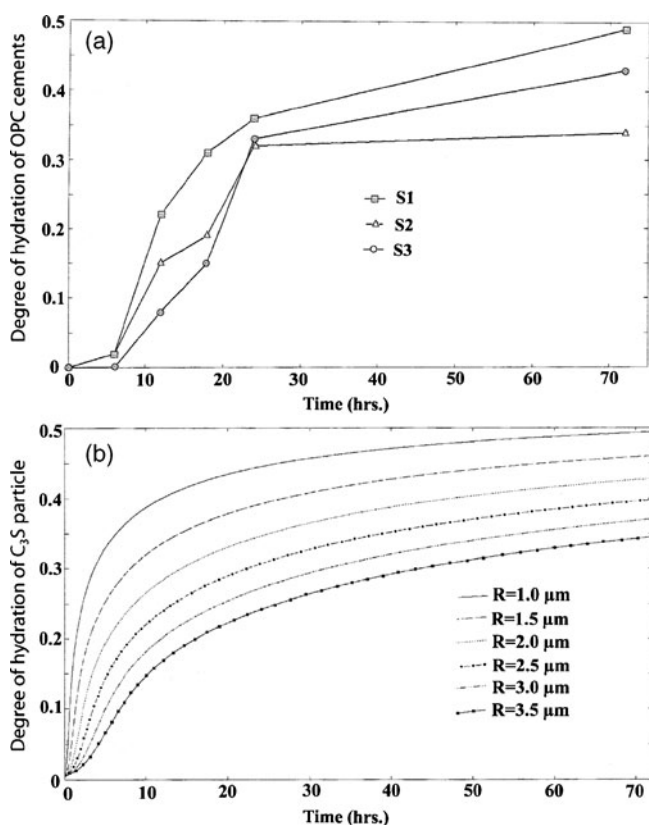 (a)
Degree of hydration of OPC cements
0.5
0.4
0.3
0.2
0.1
0
S1
S2
S3
0 10 20 30 40 50 60 70
Time (hrs.)
(b)
Degree of hydration of C₃S particle
0.5
0.4
0.3
0.2
0.1
0
R=1.0 µm
R=1.5 µm
R=2.0 µm
R=2.5 µm
R=3.0 µm
R=3.5 µm
0 10 20 30 40 50 60 70
Time (hrs.)